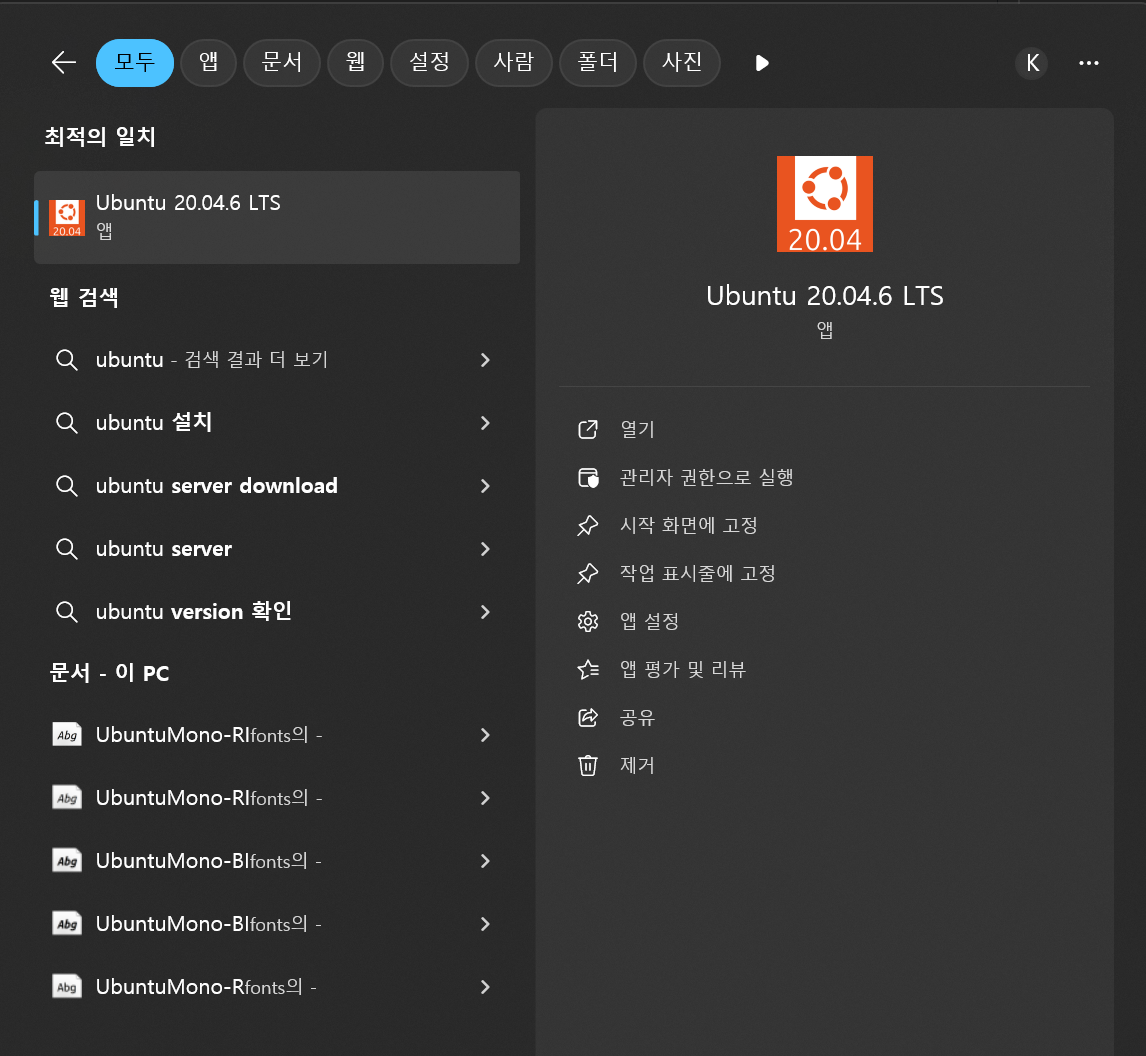 모두
앱
문서
웹
설정
사람
폴더
사진
K
최적의 일치
20.04
Ubuntu 20.04.6 LTS
앱
웹 검색
ubuntu - 검색 결과 더 보기
ubuntu 설치
ubuntu server download
ubuntu server
ubuntu version 확인
문서 - 이 PC
Abg UbuntuMono-RIfonts의 -
Abg UbuntuMono-RIfonts의 -
Abg UbuntuMono-BIfonts의 -
Abg UbuntuMono-BIfonts의 -
Abg UbuntuMono-Rfonts의 -
20.04
Ubuntu 20.04.6 LTS
앱
열기
관리자 권한으로 실행
시작 화면에 고정
작업 표시줄에 고정
앱 설정
앱 평가 및 리뷰
공유
제거